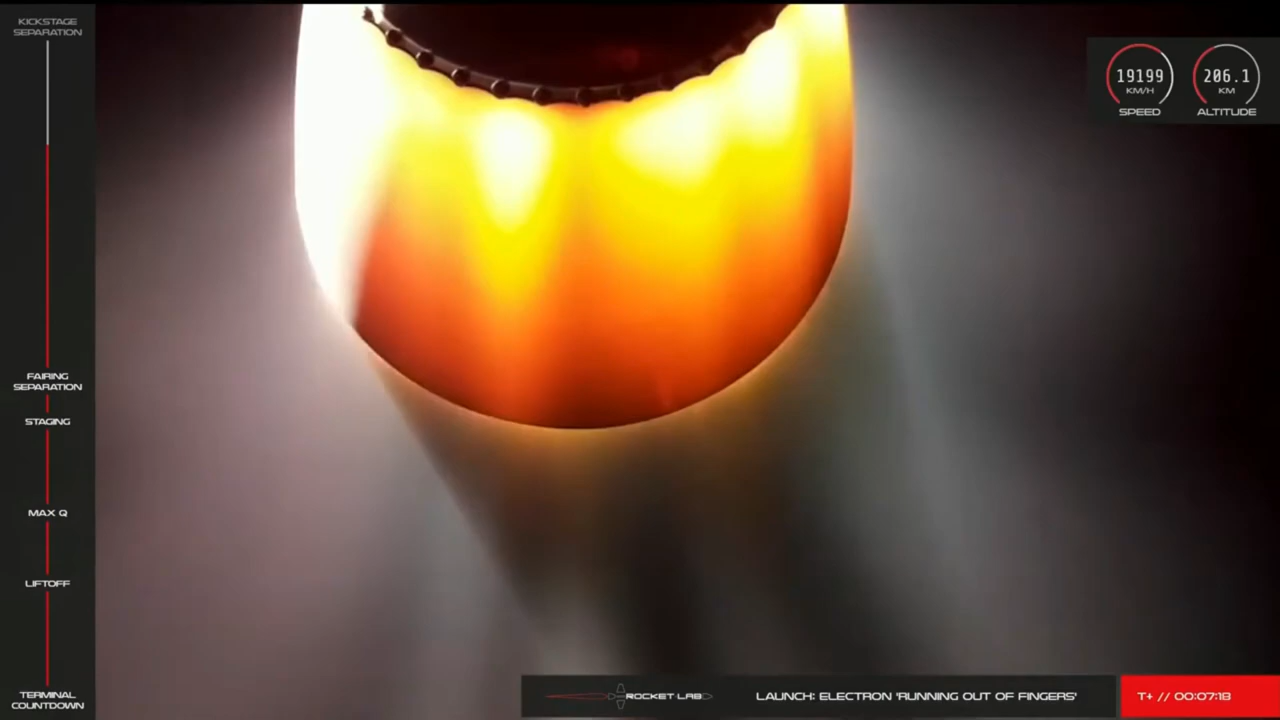 KICKSTAGE
SEPARATION
FAIRING
SEPARATION
STAGING
MAX Q
LIFTOFF
TERMINAL
COUNTDOWN
19199
KM/H
SPEED
206.1
KM
ALTITUDE
ROCKET LAB
LAUNCH: ELECTRON 'RUNNING OUT OF FINGERS'
T+ // 00:07:18